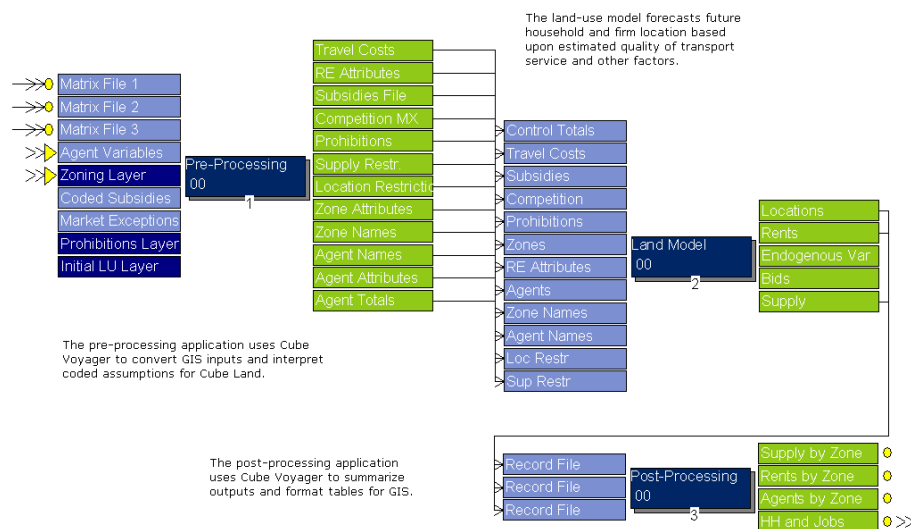 The land-use model forecasts future
household and firm location based
upon estimated quality of transport
service and other factors.
Matrix File 1
Matrix File 2
Matrix File 3
Agent Variables
Zoning Layer
Coded Subsidies
Market Exceptions
Prohibitions Layer
Initial LU Layer
Pre-Processing
00
1
Travel Costs
RE Attributes
Subsidies File
Competition MX
Prohibitions
Supply Restr.
Location Restrictio
Zone Attributes
Zone Names
Agent Names
Agent Attributes
Agent Totals
Control Totals
Travel Costs
Subsidies
Competition
Prohibitions
Zones
RE Attributes
Agents
Zone Names
Agent Names
Loc Restr
Sup Restr
Land Model
00
2
Locations
Rents
Endogenous Var
Bids
Supply
The pre-processing application uses Cube
Voyager to convert GIS inputs and interpret
coded assumptions for Cube Land.
The post-processing application
uses Cube Voyager to summarize
outputs and format tables for GIS.
Record File
Record File
Record File
Post-Processing
00
3
Supply by Zone
Rents by Zone
Agents by Zone
HH and Jobs